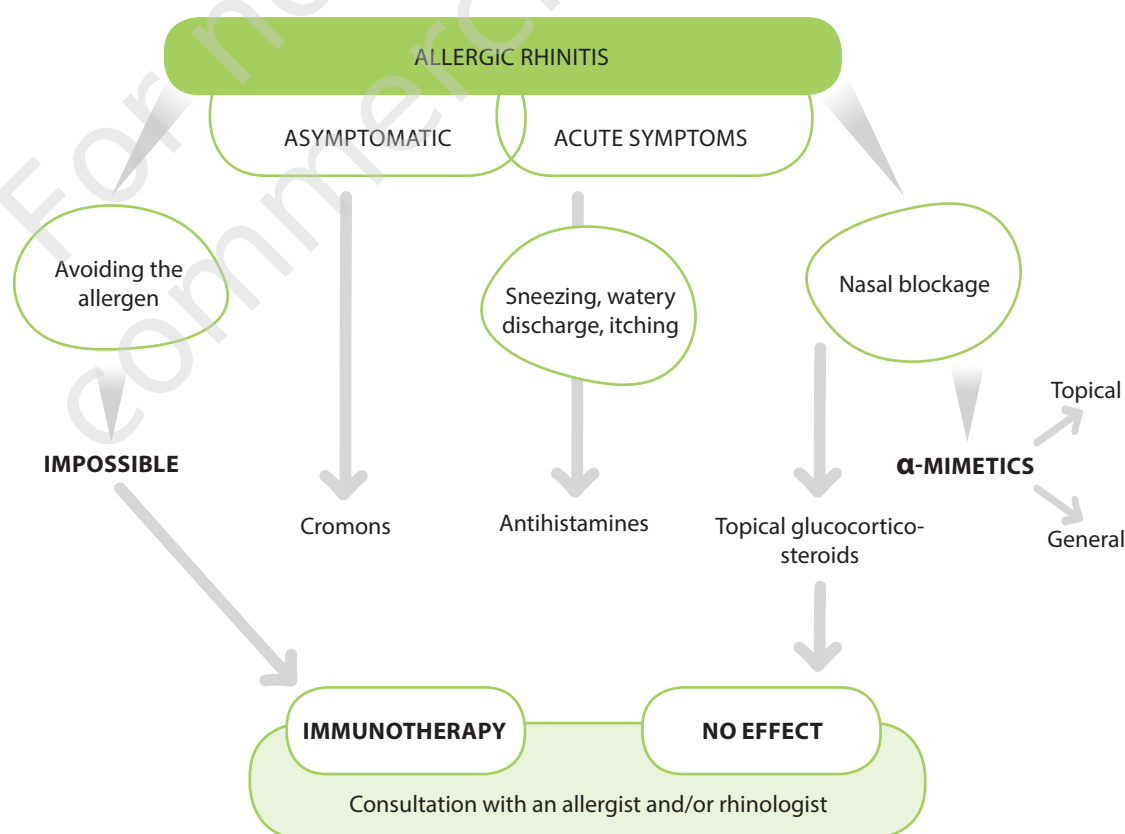 ALLERGIC RHINITIS
ASYMPTOMATIC
ACUTE SYMPTOMS
Avoiding the
allergen
Sneezing, watery
discharge, itching
Nasal blockage
Topical
IMPOSSIBLE
α-MIMETICS
Cromons
Antihistamines
Topical glucocortico-
steroids
General
IMMUNOTHERAPY
NO EFFECT
Consultation with an allergist and/or rhinologist
For